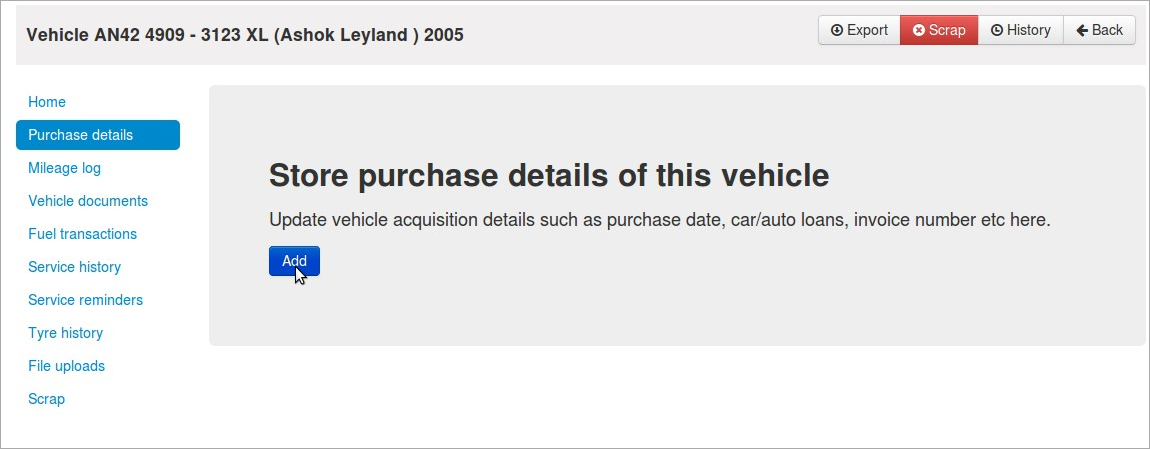 Vehicle AN42 4909 - 3123 XL (Ashok Leyland ) 2005
Export
Scrap
History
Back
Home
Purchase details
Mileage log
Vehicle documents
Fuel transactions
Service history
Service reminders
Tyre history
File uploads
Scrap
Store purchase details of this vehicle
Update vehicle acquisition details such as purchase date, car/auto loans, invoice number etc here.
Add